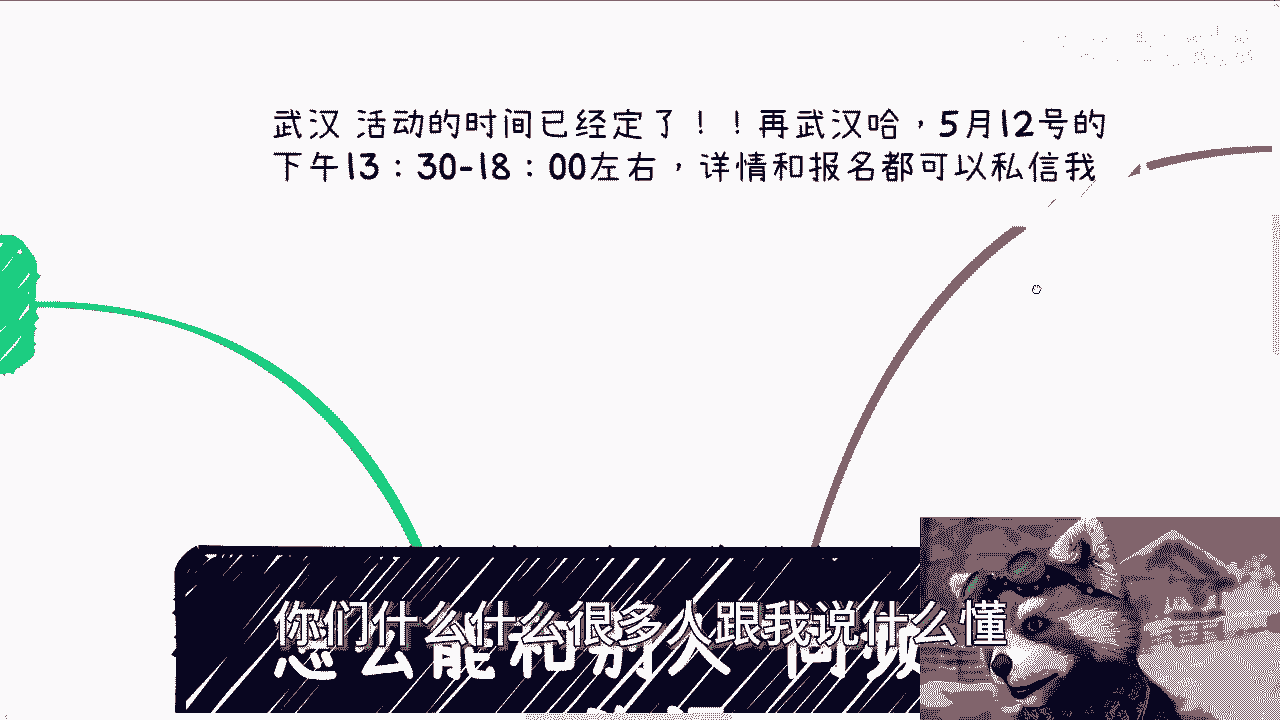 武汉 活动的时间已经定了！！再武汉哈，5月12号的
下午13：30-18：00左右，详情和报名都可以私信我
你们什么什么很多人跟我说什么懂
怎么能和别人 同频